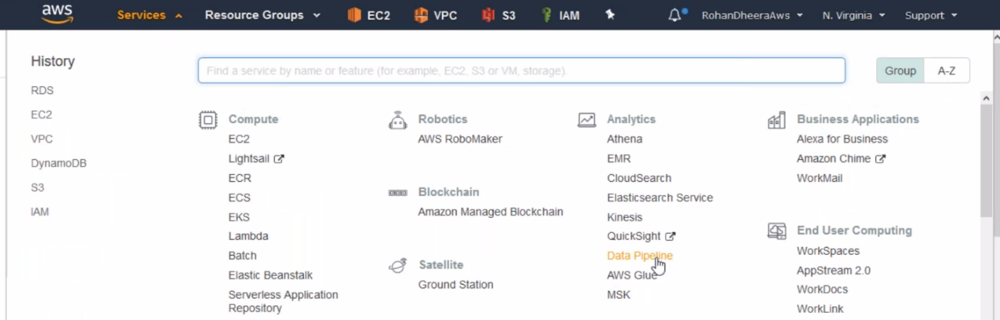 aws Services Resource Groups EC2 VPC S3 IAM RohanDheeraAws N. Virginia Support
History
RDS
EC2
VPC
DynamoDB
S3
IAM
Find a service by name or feature (for example, EC2, S3 or VM, storage).
Group A-Z
Compute
EC2
Lightsail
ECR
ECS
EKS
Lambda
Batch
Elastic Beanstalk
Serverless Application
Repository
Robotics
AWS RoboMaker
Blockchain
Amazon Managed Blockchain
Satellite
Ground Station
Analytics
Athena
EMR
CloudSearch
Elasticsearch Service
Kinesis
QuickSight
Data Pipeline
AWS Glue
MSK
Business Applications
Alexa for Business
Amazon Chime
WorkMail
End User Computing
WorkSpaces
AppStream 2.0
WorkDocs
WorkLink